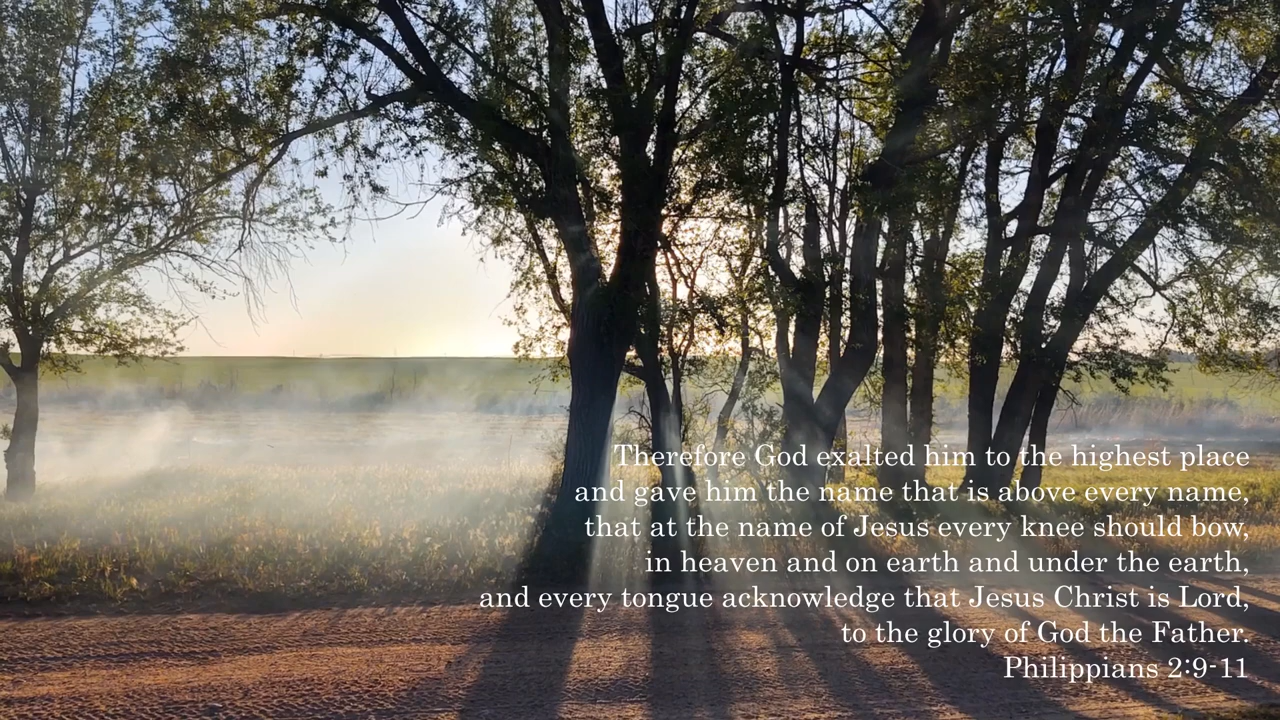 Therefore God exalted him to the highest place
and gave him the name that is above every name,
that at the name of Jesus every knee should bow,
in heaven and on earth and under the earth,
and every tongue acknowledge that Jesus Christ is Lord,
to the glory of God the Father.
Philippians 2:9-11